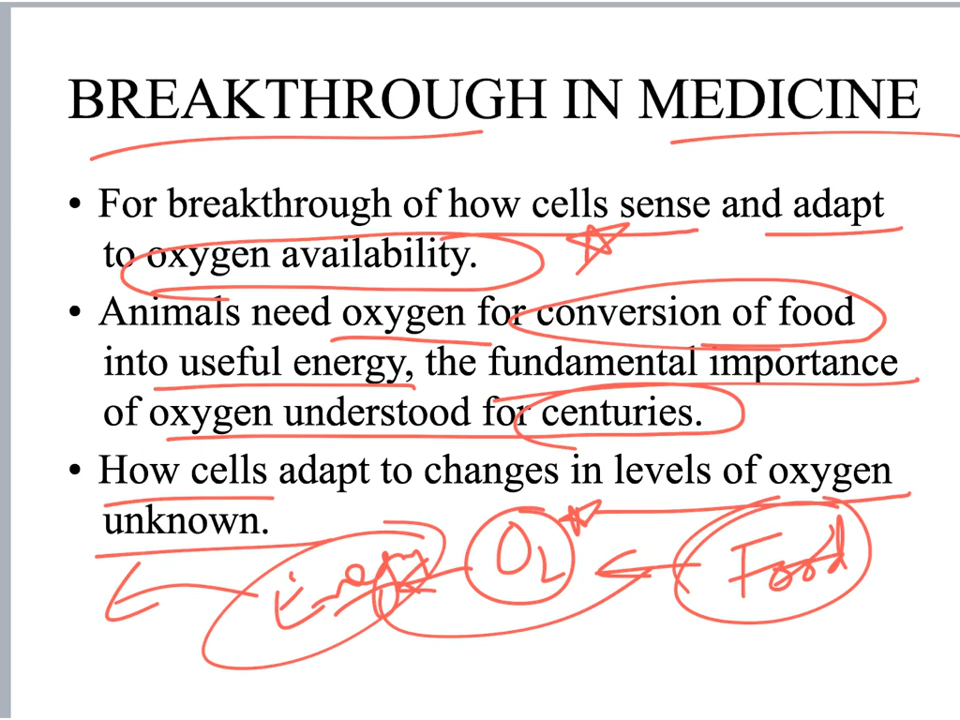 BREAKTHROUGH IN MEDICINE
• For breakthrough of how cells sense and adapt
to oxygen availability.
• Animals need oxygen for conversion of food
into useful energy, the fundamental importance
of oxygen understood for centuries.
• How cells adapt to changes in levels of oxygen
unknown.
Energy O2 Food